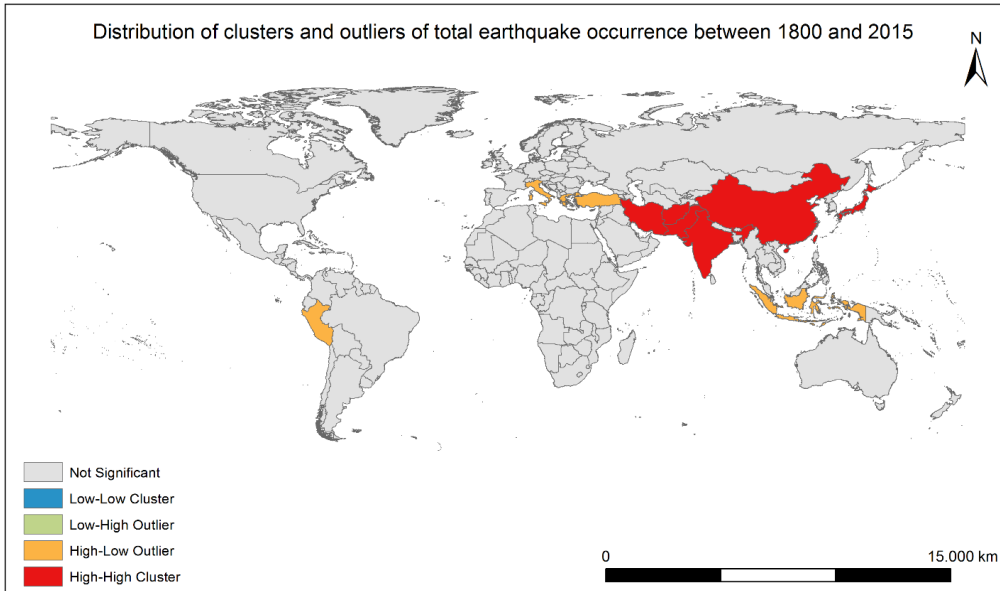 Distribution of clusters and outliers of total earthquake occurrence between 1800 and 2015
N
Not Significant
Low-Low Cluster
Low-High Outlier
High-Low Outlier
High-High Cluster
0 15.000 km